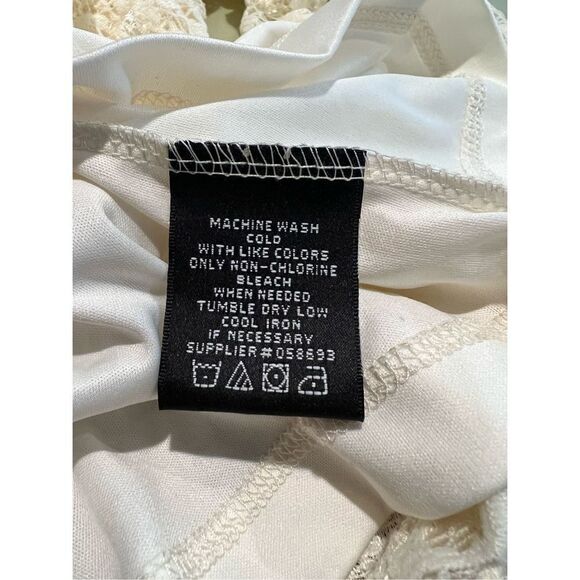 MACHINE WASH
COLD
WITH LIKE COLORS
ONLY NON-CHLORINE
BLEACH
WHEN NEEDED
TUMBLE DRY LOW
COOL IRON
IF NECESSARY
SUPPLIER#058693